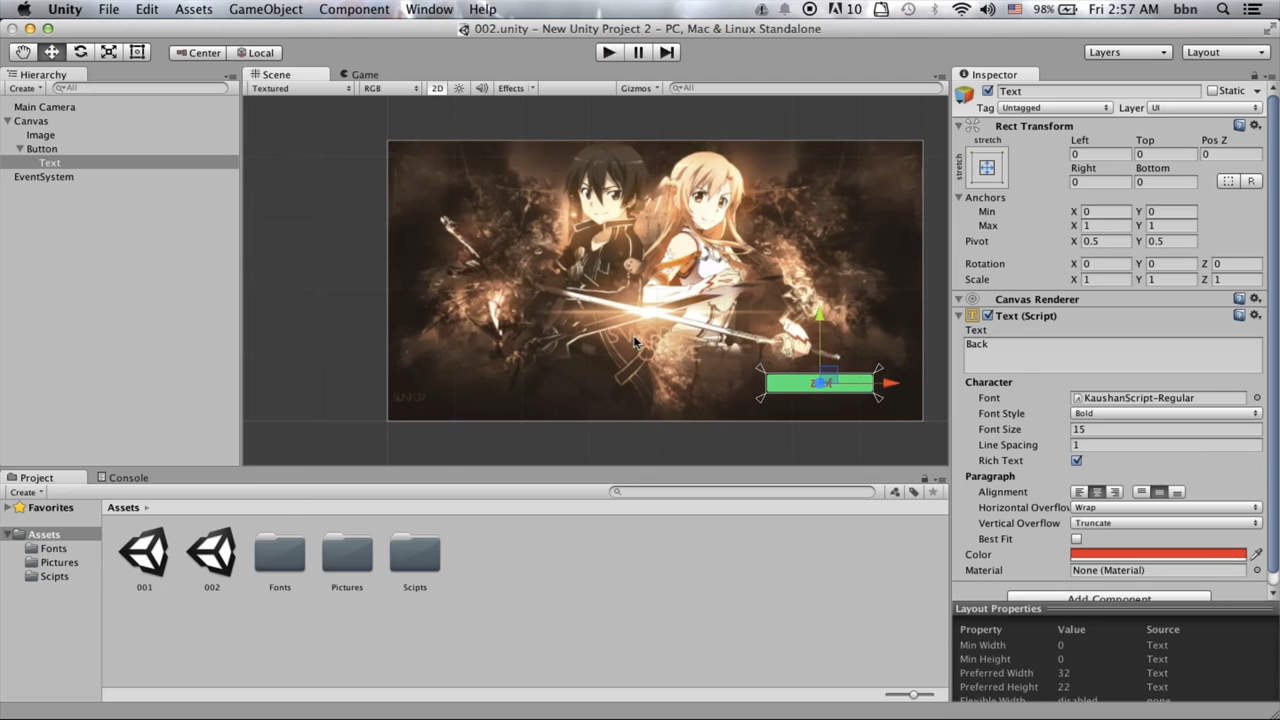 Unity File Edit Assets GameObject Component Window Help 10 98% Fri 2:57 AM bbn
002.unity – New Unity Project 2 – PC, Mac & Linux Standalone
Center Local Layers Layout
Hierarchy
Create All
Main Camera
Canvas
Image
Button
Text
EventSystem
Scene Game
Textured RGB 2D Effects Gizmos All
Inspector
Text Static
Tag Untagged Layer UI
Rect Transform
stretch Left Top Pos Z
stretch 0 0 0
Right Bottom
0 0 R
Anchors
Min X 0 Y 0
Max X 1 Y 1
Pivot X 0.5 Y 0.5
Rotation X 0 Y 0 Z 0
Scale X 1 Y 1 Z 1
Canvas Renderer
Text (Script)
Text
Back
Character
Font KaushanScript-Regular
Font Style Bold
Font Size 15
Line Spacing 1
Rich Text
Paragraph
Alignment
Horizontal Overflow Wrap
Vertical Overflow Truncate
Best Fit
Color
Material None (Material)
Add Component
Layout Properties
Property Value Source
Min Width 0 Text
Min Height 0 Text
Preferred Width 32 Text
Preferred Height 22 Text
Flexible Width disabled none
Project Console
Create
Favorites
Assets
Fonts
Pictures
Scipts
Assets
001 002 Fonts Pictures Scipts